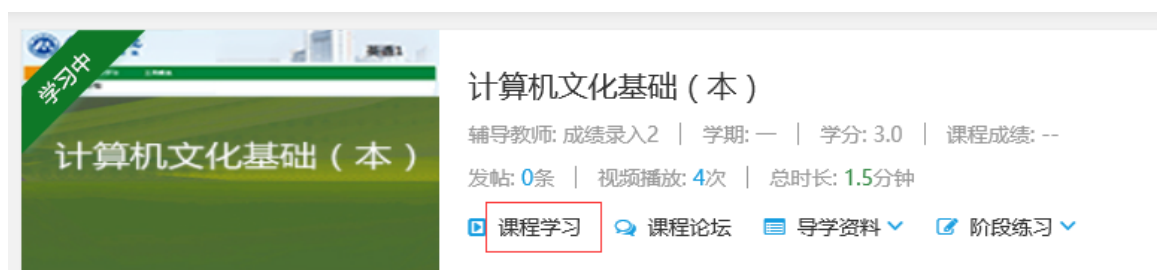 英语1
学习中
计算机文化基础（本）
计算机文化基础（本）
辅导教师: 成绩录入2 | 学期: 一 | 学分: 3.0 | 课程成绩: --
发帖: 0条 | 视频播放: 4次 | 总时长: 1.5分钟
课程学习 课程论坛 导学资料 阶段练习